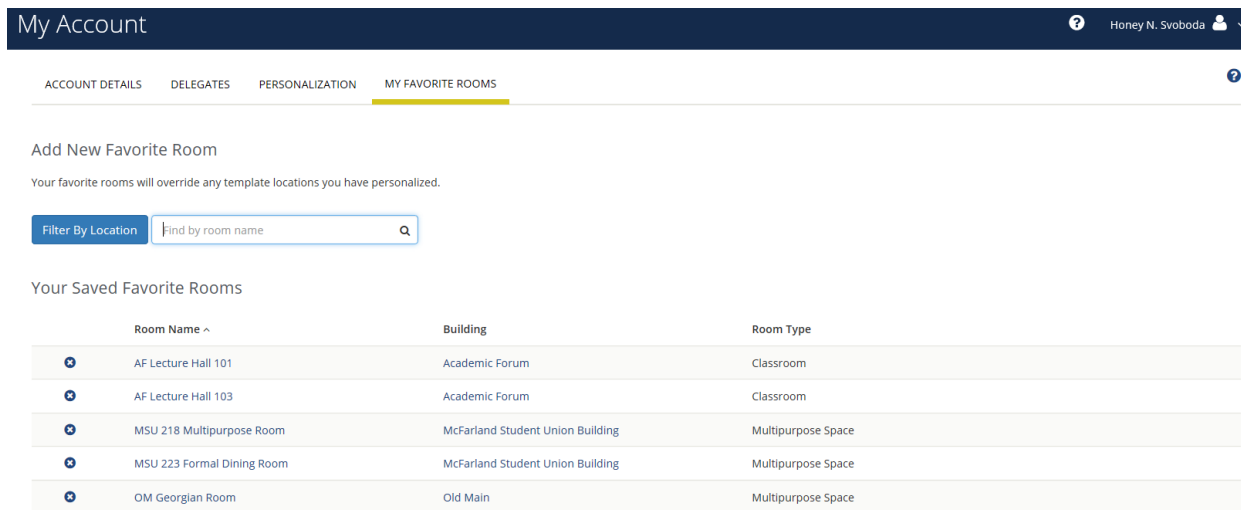 My Account
Honey N. Svoboda
ACCOUNT DETAILS DELEGATES PERSONALIZATION MY FAVORITE ROOMS
Add New Favorite Room
Your favorite rooms will override any template locations you have personalized.
Filter By Location Find by room name
Your Saved Favorite Rooms
Room Name Building Room Type
AF Lecture Hall 101 Academic Forum Classroom
AF Lecture Hall 103 Academic Forum Classroom
MSU 218 Multipurpose Room McFarland Student Union Building Multipurpose Space
MSU 223 Formal Dining Room McFarland Student Union Building Multipurpose Space
OM Georgian Room Old Main Multipurpose Space